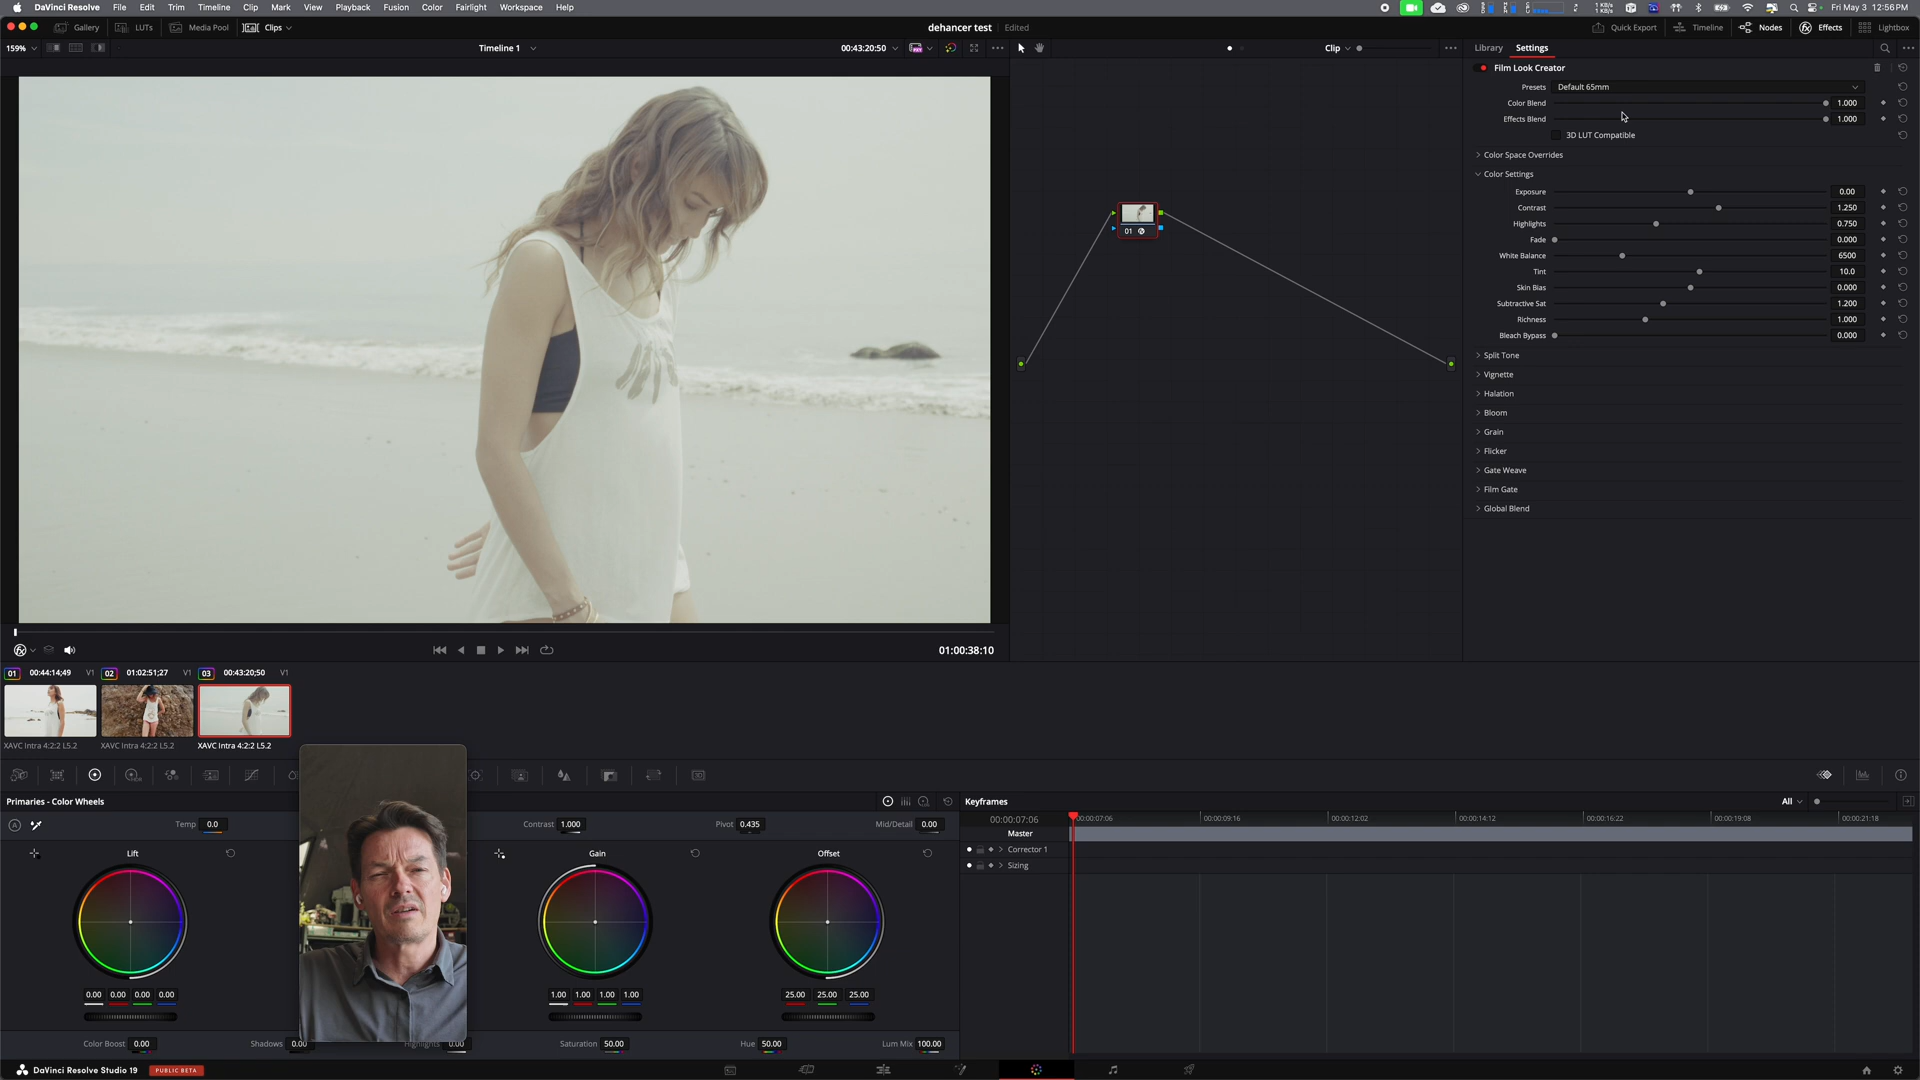 DaVinci Resolve File Edit Trim Timeline Clip Mark View Playback Fusion Color Fairlight Workspace Help
1 KB/s
1 KB/s
Fri May 3 12:56 PM
Gallery LUTs Media Pool Clips
dehancer test Edited
Quick Export Timeline Nodes Effects Lightbox
159% Timeline 1 00:43:20:50
Clip
Library Settings
Film Look Creator
Presets Default 65mm
Color Blend 1.000
Effects Blend 1.000
3D LUT Compatible
Color Space Overrides
Color Settings
Exposure 0.00
Contrast 1.250
Highlights 0.750
Fade 0.000
White Balance 6500
Tint 10.0
Skin Bias 0.000
Subtractive Sat 1.200
Richness 1.000
Bleach Bypass 0.000
Split Tone
Vignette
Halation
Bloom
Grain
Flicker
Gate Weave
Film Gate
Global Blend
01
01:00:38:10
01 00:44:14;49 V1 02 01:02:51;27 V1 03 00:43:20;50 V1
XAVC Intra 4:2:2 L5.2 XAVC Intra 4:2:2 L5.2 XAVC Intra 4:2:2 L5.2
Primaries - Color Wheels
Temp 0.0 Contrast 1.000 Pivot 0.435 Mid/Detail 0.00
Lift Gain Offset
0.00 0.00 0.00 0.00 1.00 1.00 1.00 1.00 25.00 25.00 25.00
Color Boost 0.00 Shadows 0.00 Highlights 0.00 Saturation 50.00 Hue 50.00 Lum Mix 100.00
Keyframes All
00:00:07:06 00:00:07:06 00:00:09:16 00:00:12:02 00:00:14:12 00:00:16:22 00:00:19:08 00:00:21:18
Master
Corrector 1
Sizing
DaVinci Resolve Studio 19 PUBLIC BETA